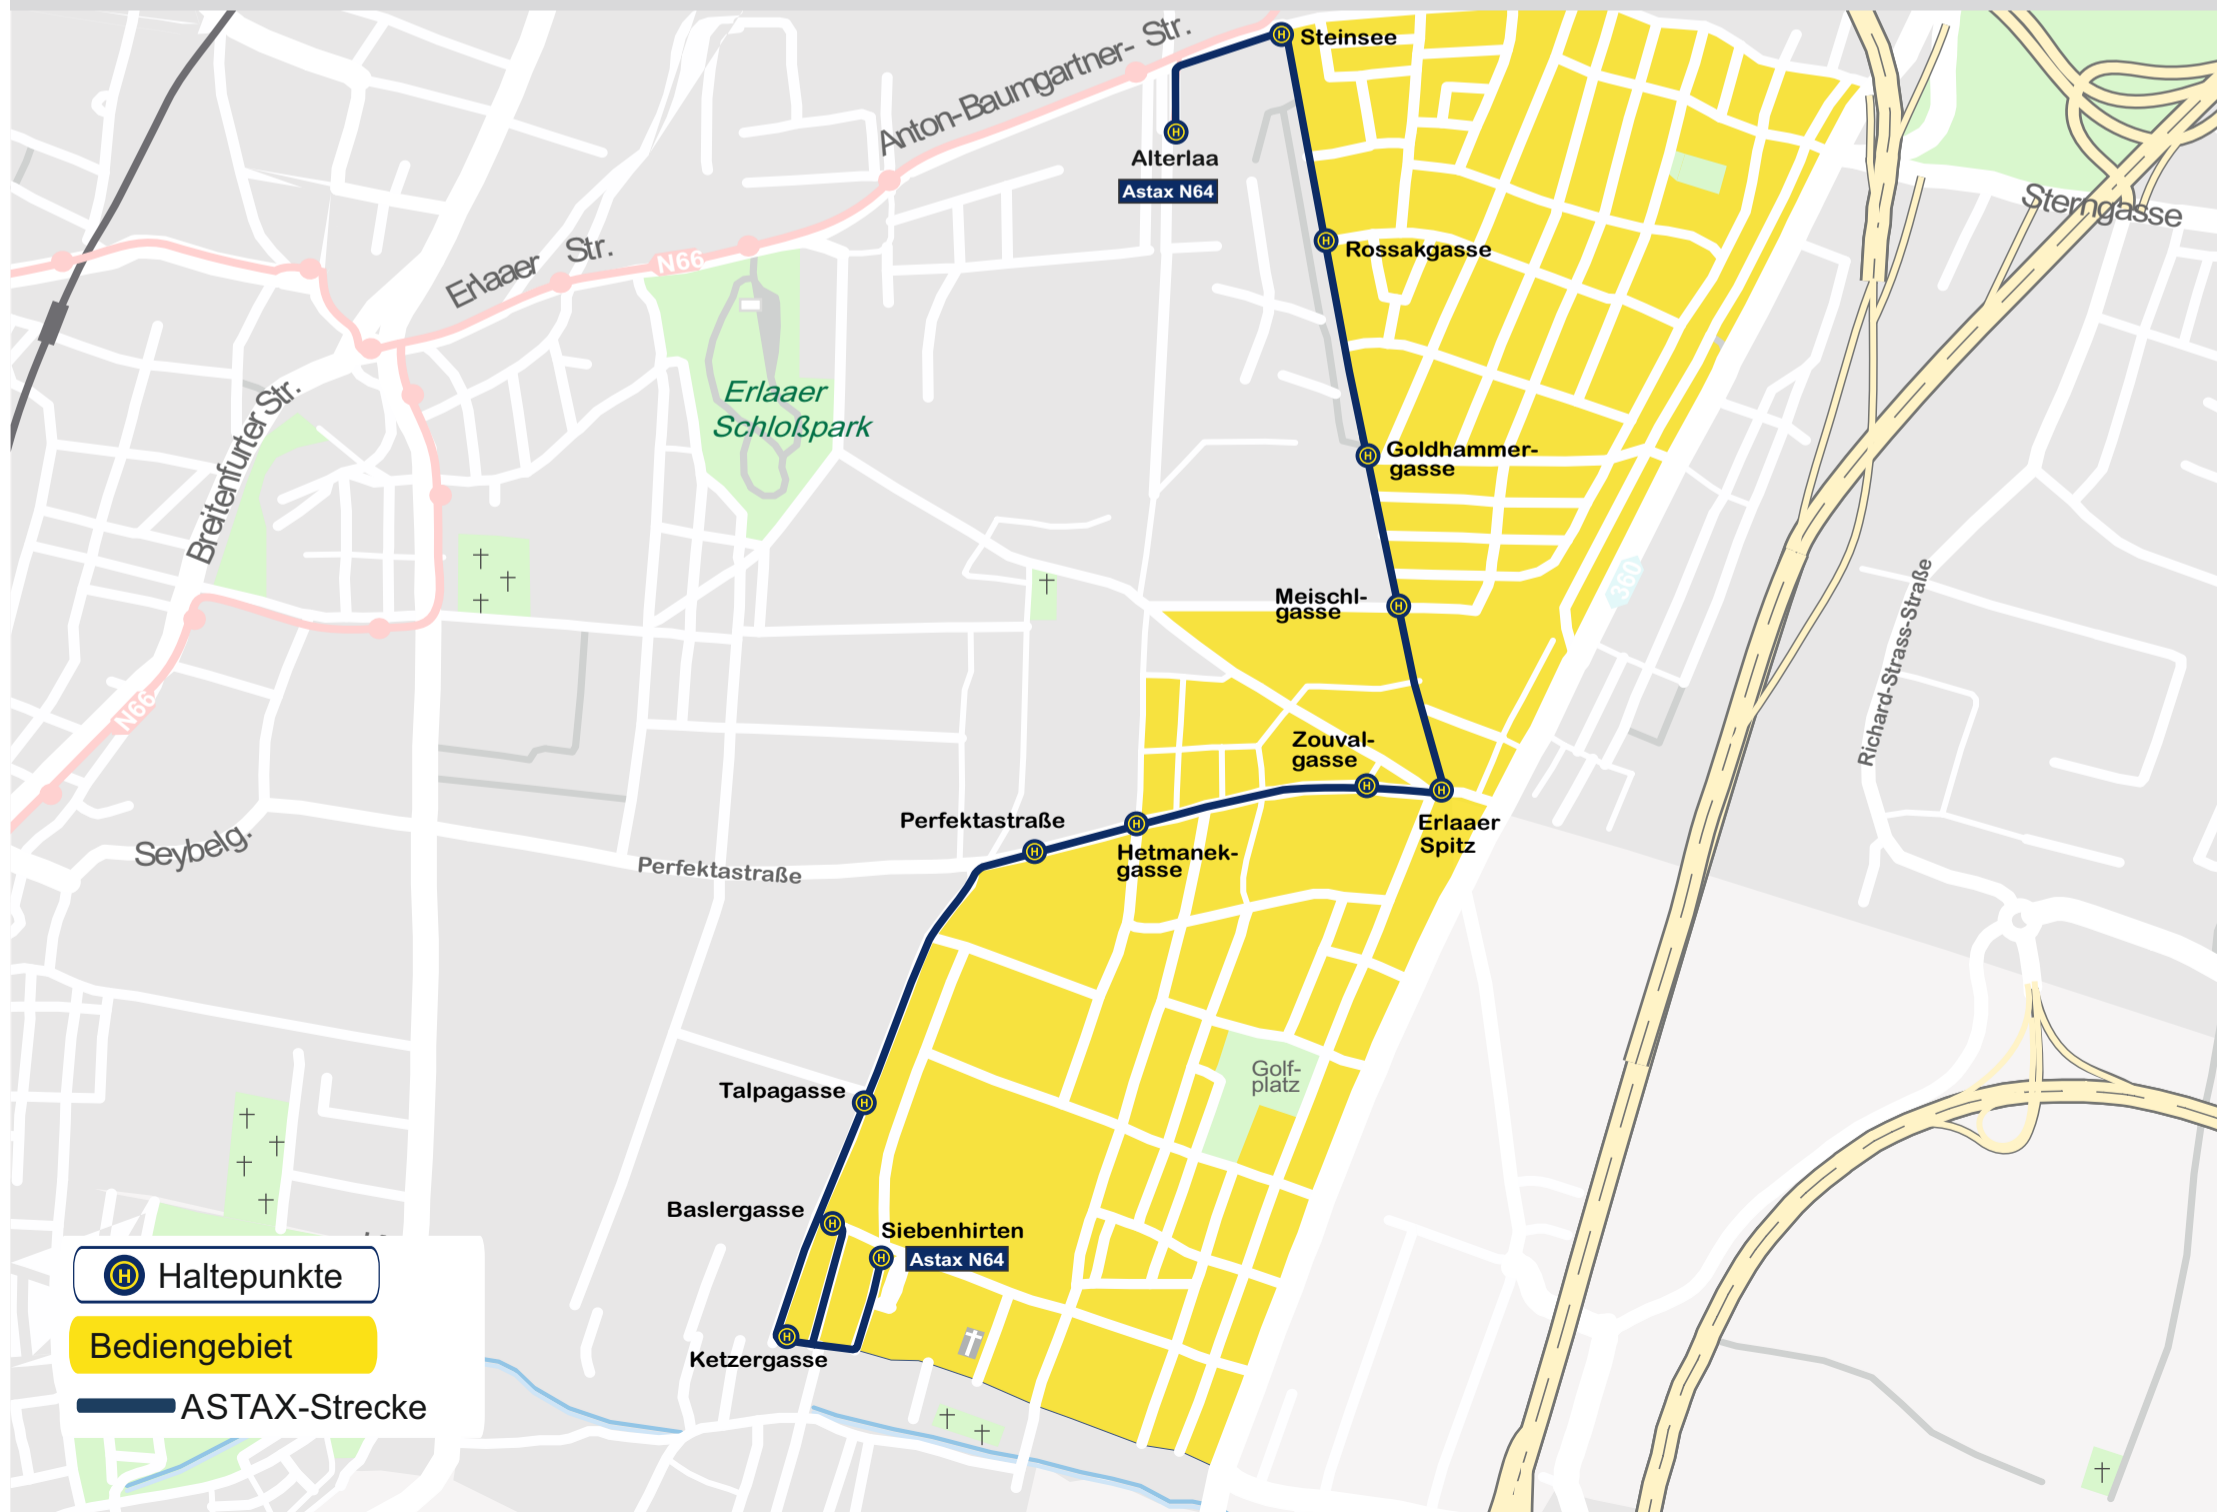 Steinsee
Anton-Baumgartner- Str.
Alterlaa
Astax N64
Sterngasse
Rossakgasse
Erlaaer Str.
N66
Erlaaer
Schloßpark
Breitenfurter Str.
Goldhammer-
gasse
Meischl-
gasse
360
Richard-Strass-Straße
N66
Zouval-
gasse
Perfektastraße
Erlaaer
Spitz
Hetmanek-
gasse
Seybelg.
Perfektastraße
Golf-
platz
Talpagasse
Baslergasse
Siebenhirten
Astax N64
Ketzergasse
H Haltepunkte
Bediengebiet
ASTAX-Strecke